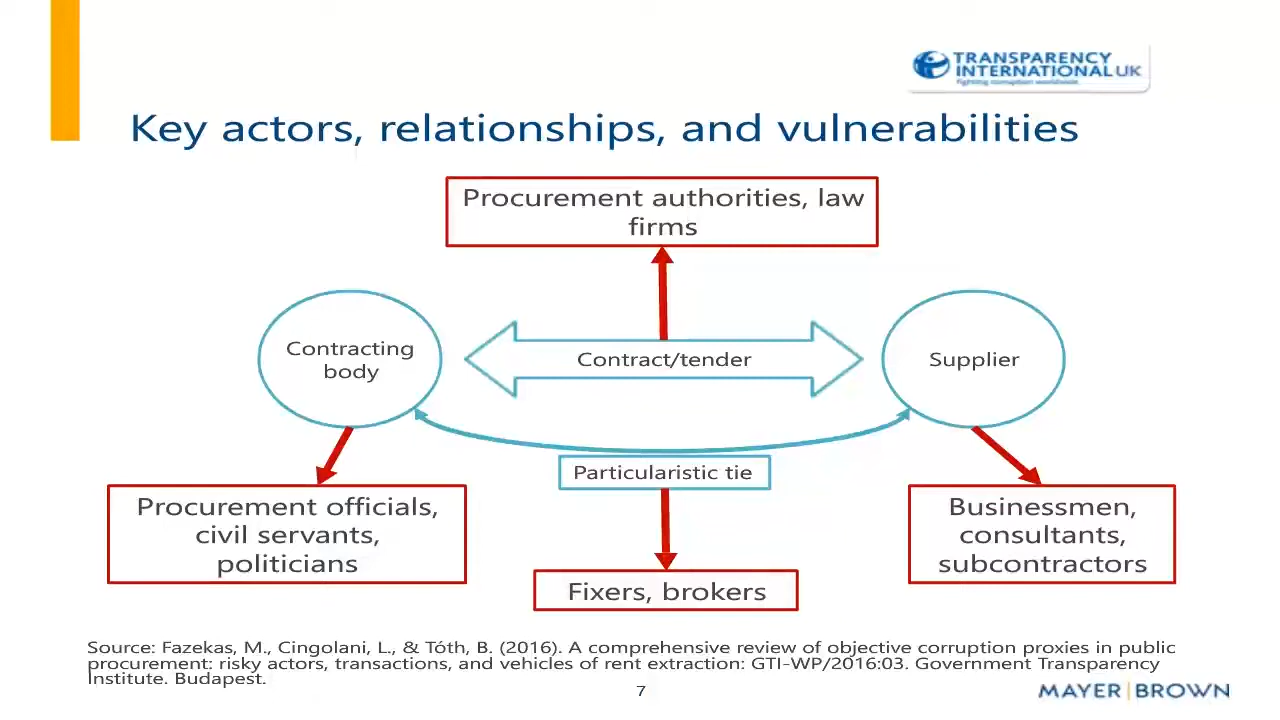 TRANSPARENCY
INTERNATIONAL UK
fighting corruption worldwide
Key actors, relationships, and vulnerabilities
Procurement authorities, law
firms
Contracting
body
Contract/tender
Supplier
Particularistic tie
Procurement officials,
civil servants,
politicians
Fixers, brokers
Businessmen,
consultants,
subcontractors
Source: Fazekas, M., Cingolani, L., & Tóth, B. (2016). A comprehensive review of objective corruption proxies in public
procurement: risky actors, transactions, and vehicles of rent extraction: GTI-WP/2016:03. Government Transparency
Institute. Budapest.
7
MAYER|BROWN